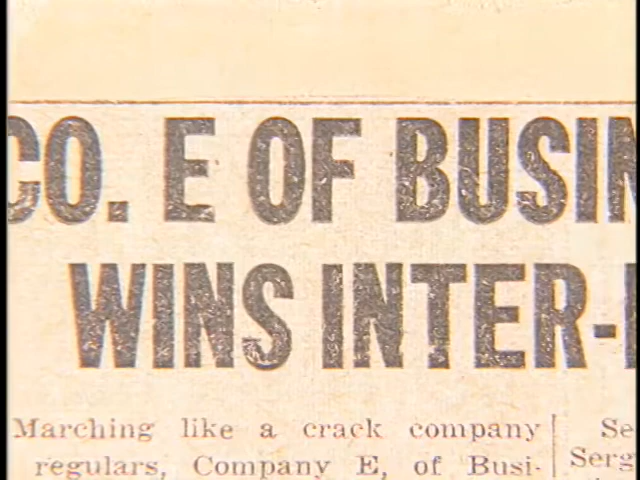 CO. E OF BUSIN
WINS INTER-
Marching like a crack company
regulars, Company E, of Busi-
Se
Serg